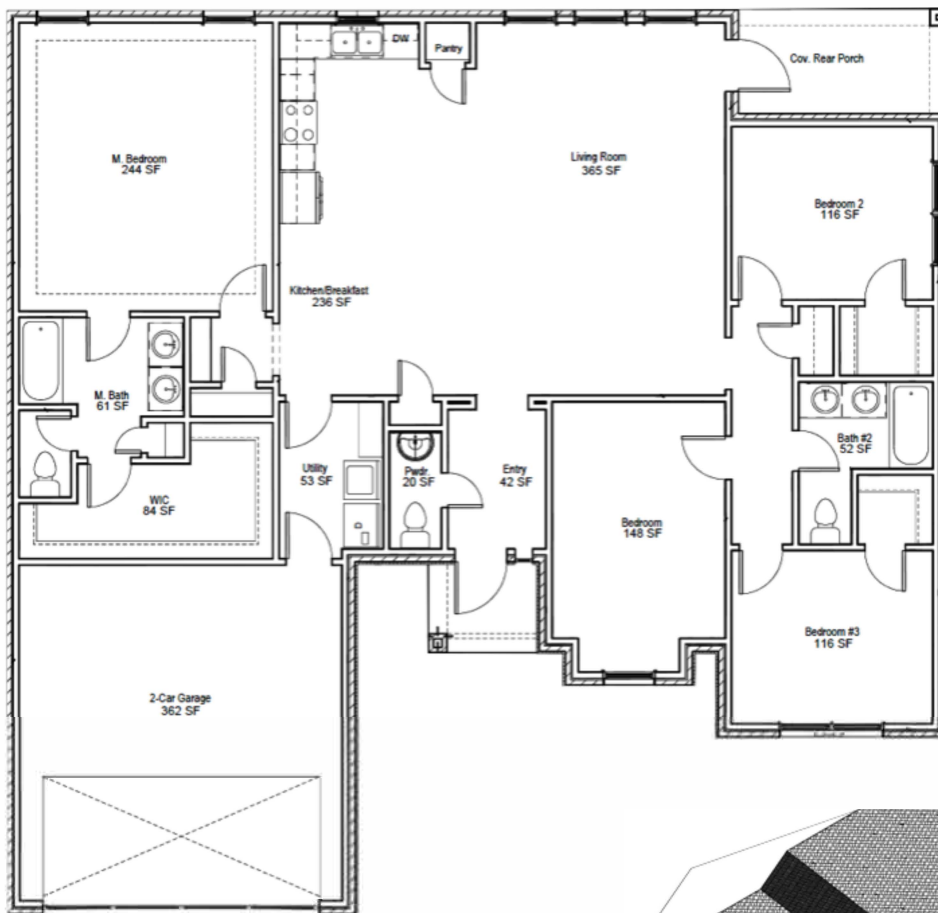 DW
Pantry
Cov. Rear Porch
M. Bedroom
244 SF
Living Room
365 SF
Bedroom 2
116 SF
Kitchen/Breakfast
236 SF
M. Bath
61 SF
Bath #2
52 SF
Utility
53 SF
Pwdr.
20 SF
Entry
42 SF
WIC
84 SF
Bedroom
148 SF
D
Bedroom #3
116 SF
2-Car Garage
362 SF